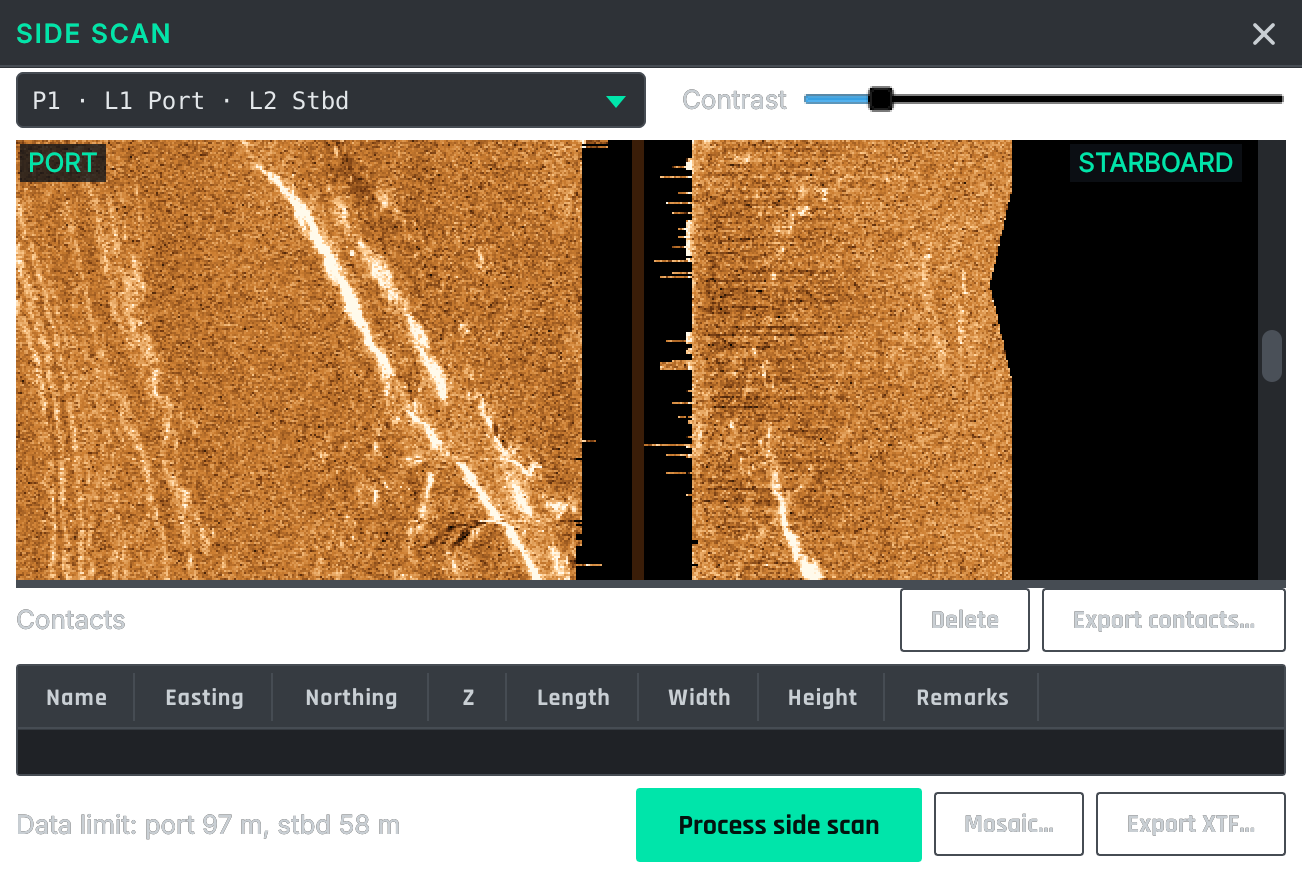 SIDE SCAN
P1 · L1 Port · L2 Stbd
Contrast
PORT
STARBOARD
Contacts
Delete
Export contacts...
Name Easting Northing Z Length Width Height Remarks
Data limit: port 97 m, stbd 58 m
Process side scan
Mosaic...
Export XTF...